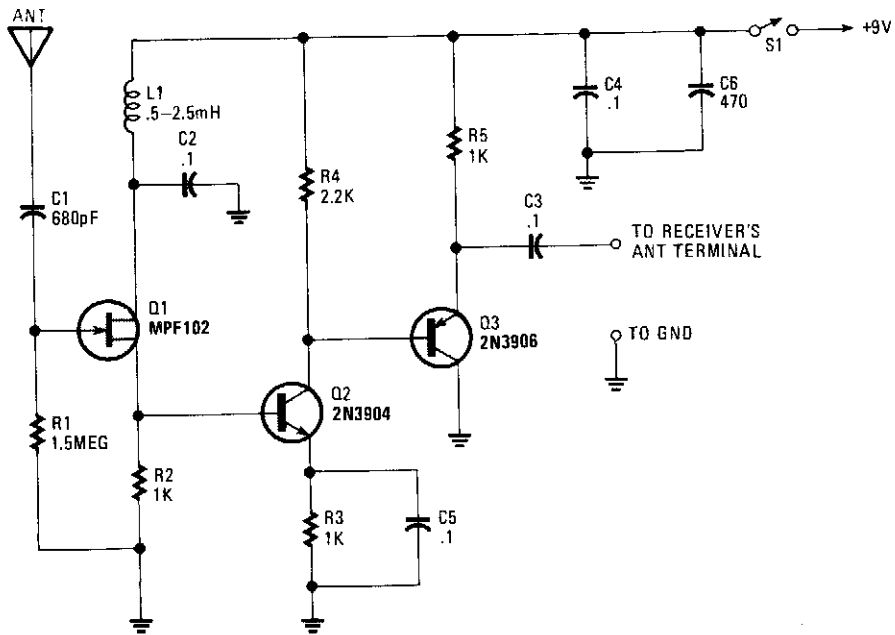 ANT
+9V
S1
L1
.5–2.5mH
C4
.1
C6
470
C2
.1
R5
1K
R4
2.2K
C1
680pF
C3
.1
TO RECEIVER'S
ANT TERMINAL
Q1
MPF102
Q3
2N3906
TO GND
Q2
2N3904
R1
1.5MEG
R2
1K
R3
1K
C5
.1